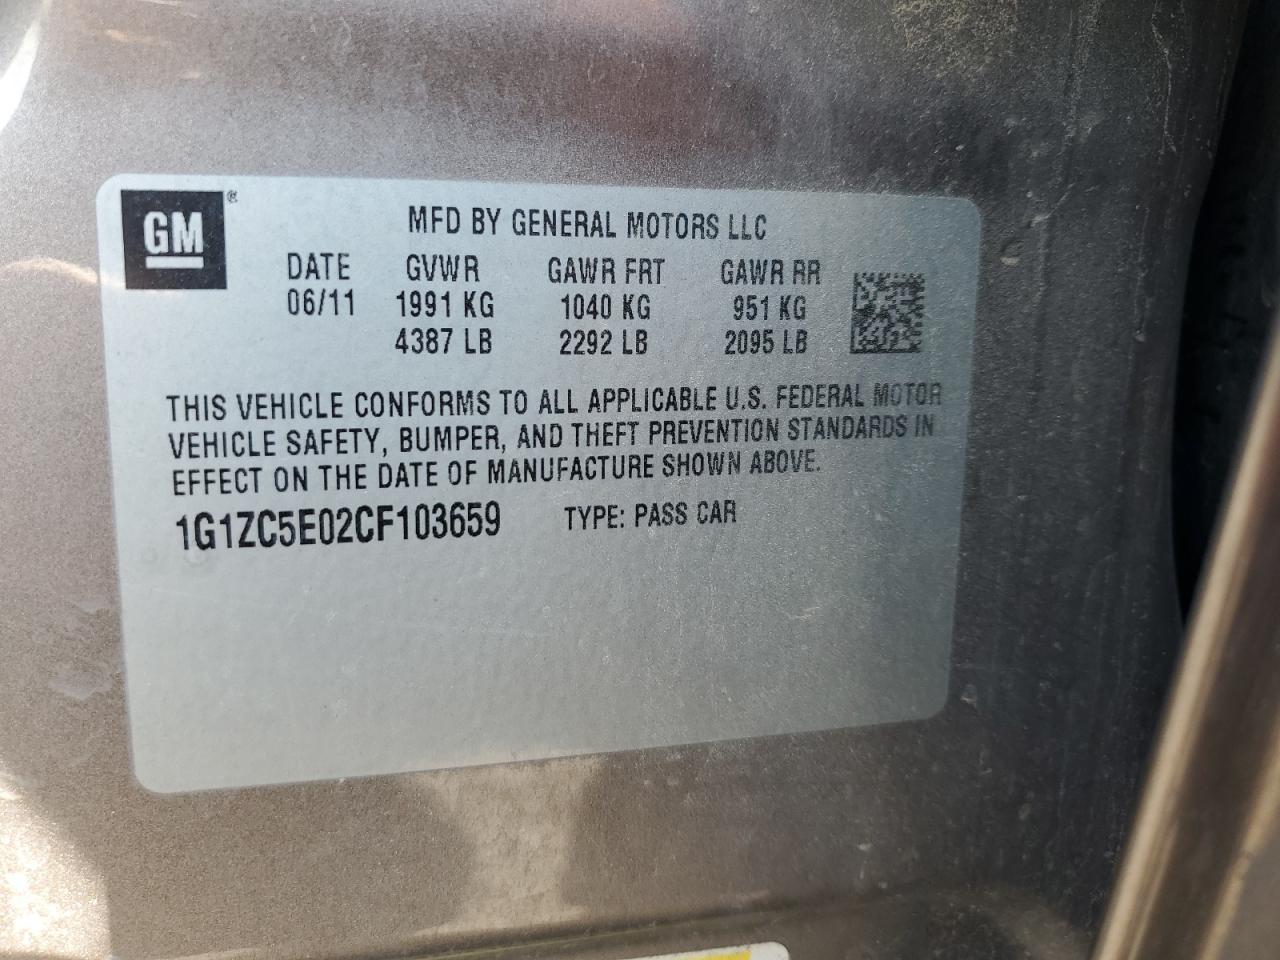 GM ®
MFD BY GENERAL MOTORS LLC
DATE GVWR GAWR FRT GAWR RR
06/11 1991 KG 1040 KG 951 KG
4387 LB 2292 LB 2095 LB
THIS VEHICLE CONFORMS TO ALL APPLICABLE U.S. FEDERAL MOTOR
VEHICLE SAFETY, BUMPER, AND THEFT PREVENTION STANDARDS IN
EFFECT ON THE DATE OF MANUFACTURE SHOWN ABOVE.
1G1ZC5E02CF103659 TYPE: PASS CAR